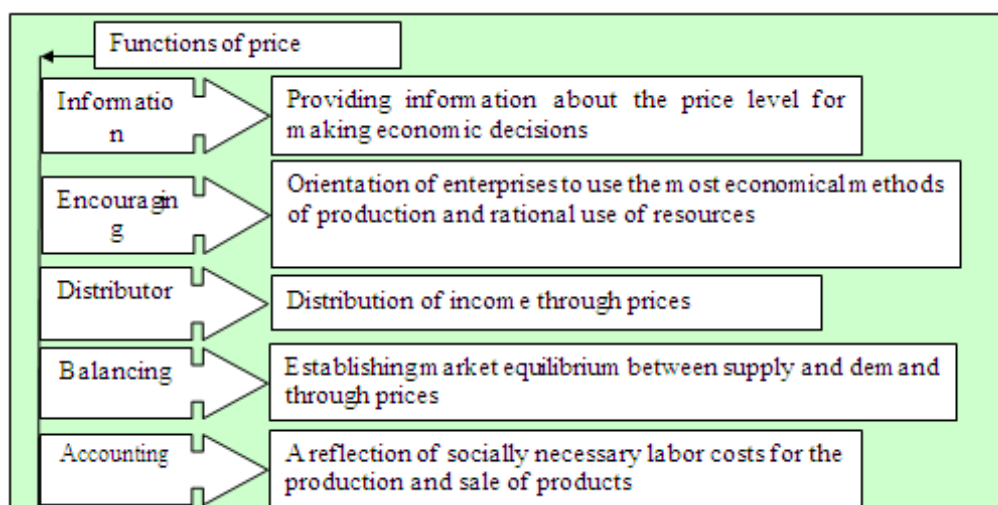 Functions of price
Informatio
n
Providing information about the price level for
making economic decisions
Encouragin
g
Orientation of enterprises to use the most economical methods
of production and rational use of resources
Distributor
Distribution of income through prices
Balancing
Establishing market equilibrium between supply and demand
through prices
Accounting
A reflection of socially necessary labor costs for the
production and sale of products